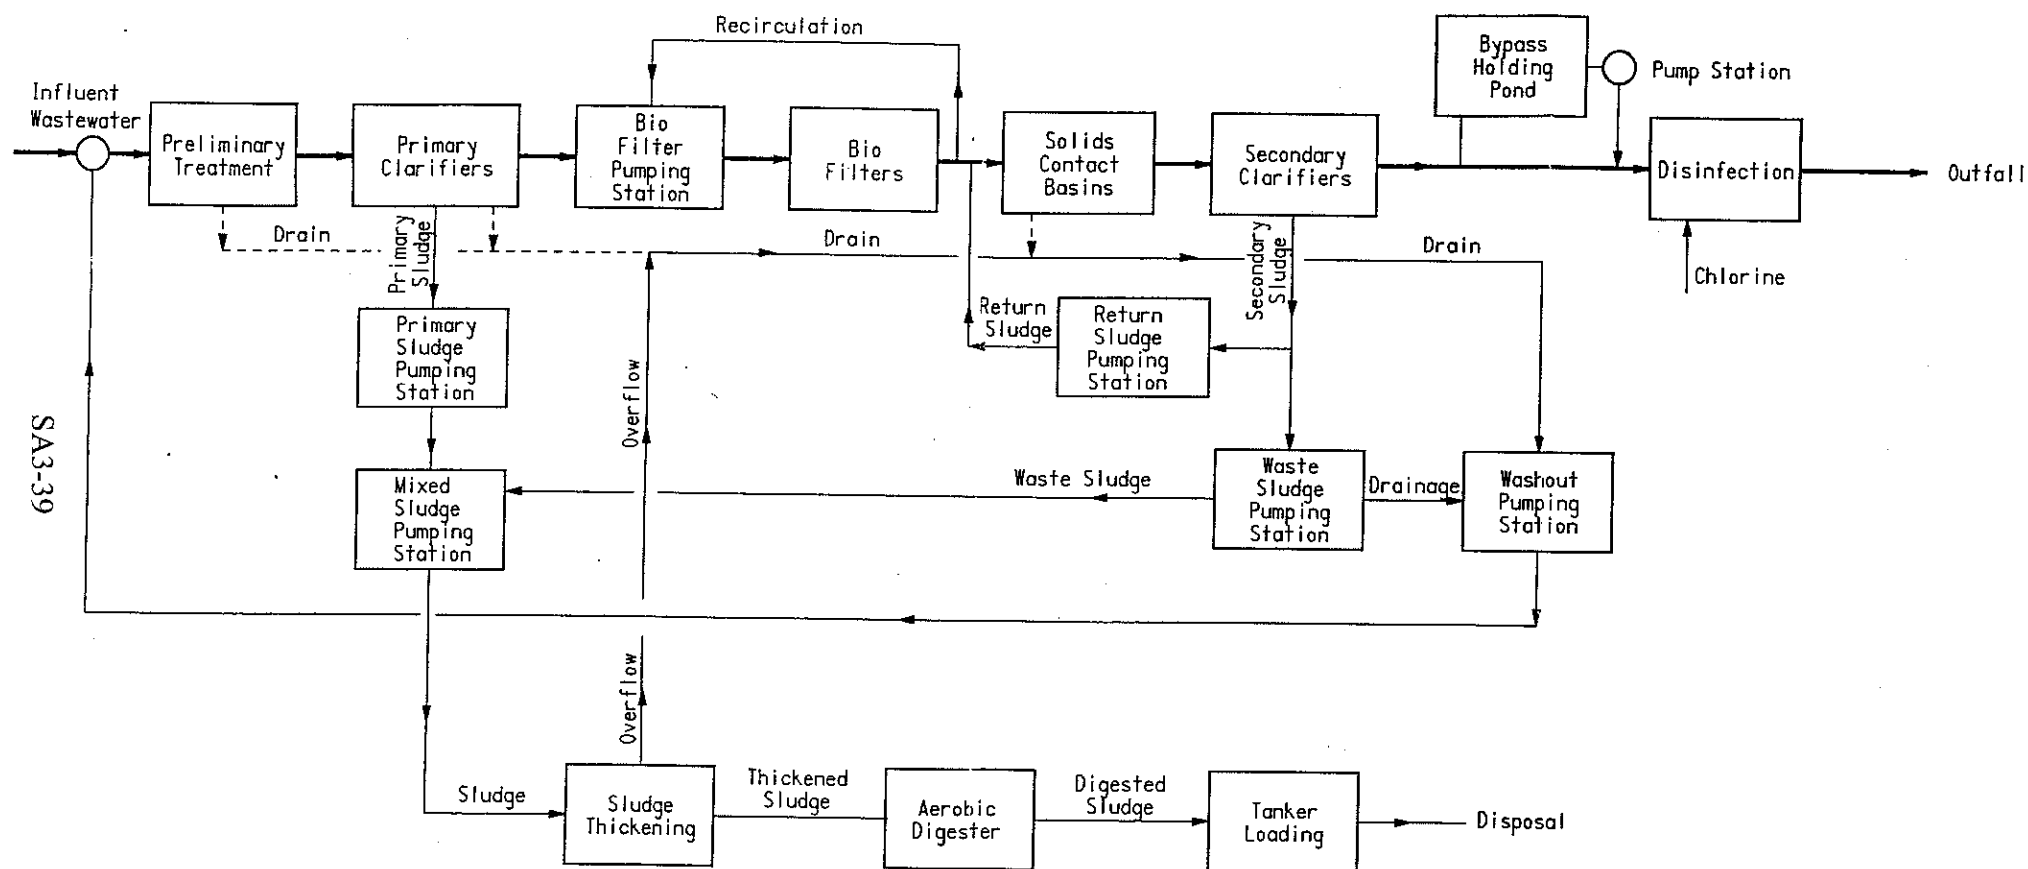 Recirculation
Bypass
Holding
Pond
Pump Station
Influent
Wastewater
Preliminary
Treatment
Primary
Clarifiers
Bio
Filter
Pumping
Station
Bio
Filters
Solids
Contact
Basins
Secondary
Clarifiers
Disinfection
Outfall
Drain
Primary
Sludge
Drain
Secondary
Sludge
Drain
Chlorine
Primary
Sludge
Pumping
Station
Return
Sludge
Return
Sludge
Pumping
Station
Overflow
SA3-39
Mixed
Sludge
Pumping
Station
Waste Sludge
Waste
Sludge
Pumping
Station
Drainage
Washout
Pumping
Station
Overflow
Sludge
Sludge
Thickening
Thickened
Sludge
Aerobic
Digester
Digested
Sludge
Tanker
Loading
Disposal